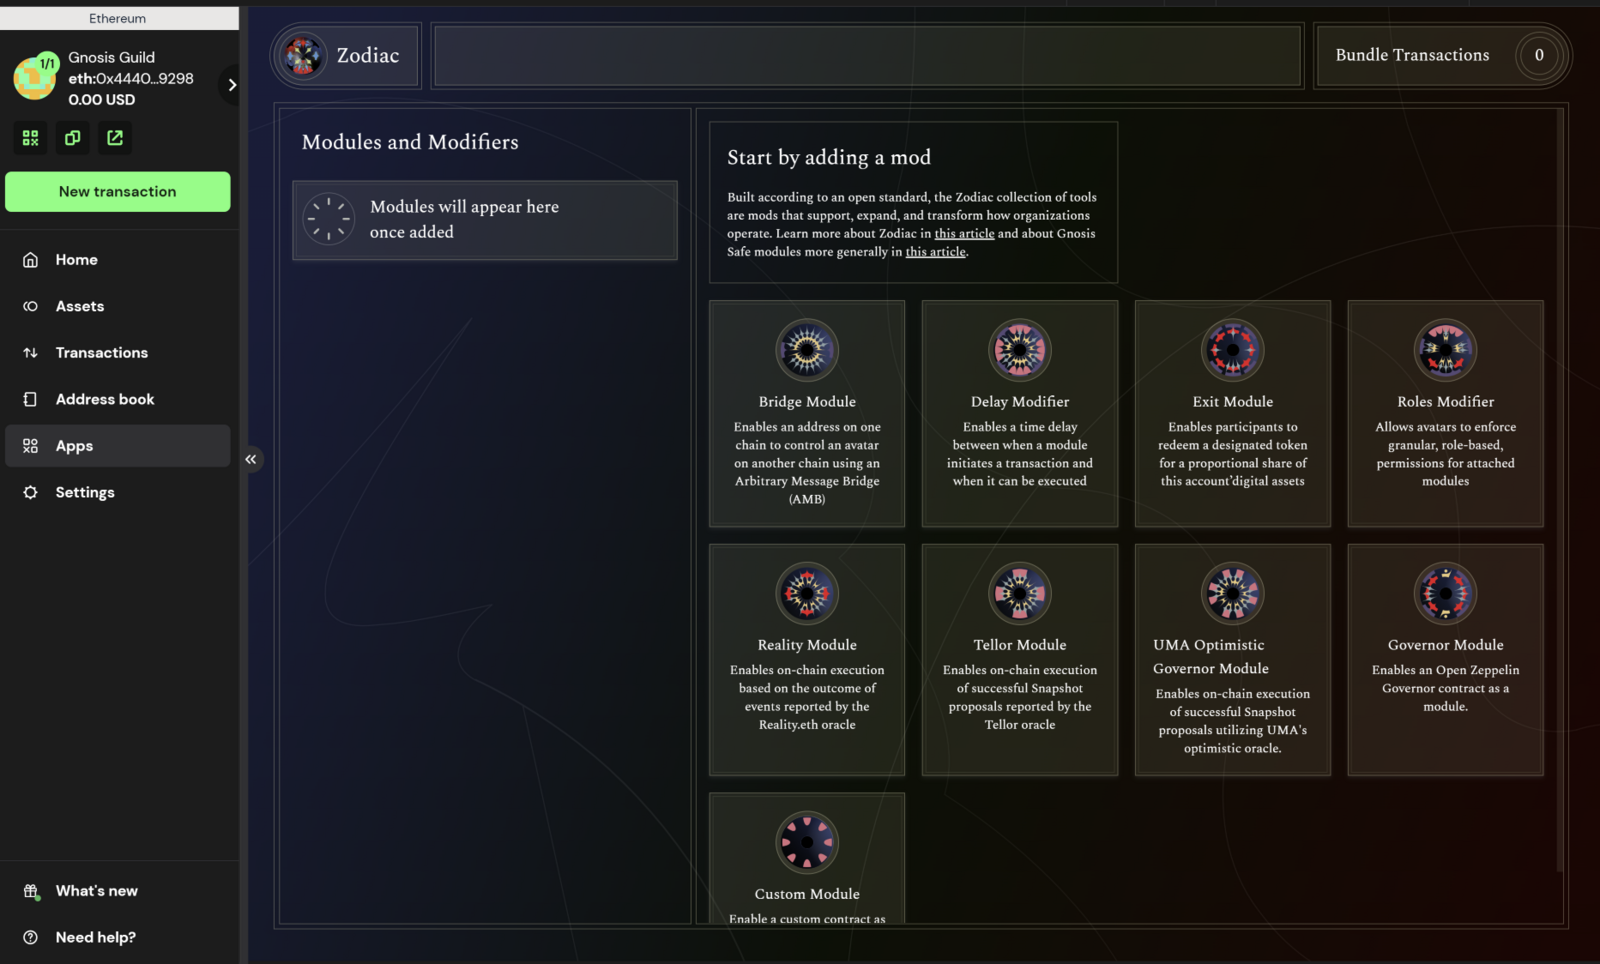 Ethereum
1/1
Gnosis Guild
eth:0x4440...9298
0.00 USD
New transaction
Home
Assets
Transactions
Address book
Apps
Settings
What's new
Need help?
Zodiac
Bundle Transactions
0
Modules and Modifiers
Modules will appear here
once added
Start by adding a mod
Built according to an open standard, the Zodiac collection of tools
are mods that support, expand, and transform how organizations
operate. Learn more about Zodiac in this article and about Gnosis
Safe modules more generally in this article.
Bridge Module
Enables an address on one
chain to control an avatar
on another chain using an
Arbitrary Message Bridge
(AMB)
Delay Modifier
Enables a time delay
between when a module
initiates a transaction and
when it can be executed
Exit Module
Enables participants to
redeem a designated token
for a proportional share of
this account'digital assets
Roles Modifier
Allows avatars to enforce
granular, role-based,
permissions for attached
modules
Reality Module
Enables on-chain execution
based on the outcome of
events reported by the
Reality.eth oracle
Tellor Module
Enables on-chain execution
of successful Snapshot
proposals reported by the
Tellor oracle
UMA Optimistic
Governor Module
Enables on-chain execution
of successful Snapshot
proposals utilizing UMA's
optimistic oracle.
Governor Module
Enables an Open Zeppelin
Governor contract as a
module.
Custom Module
Enable a custom contract as